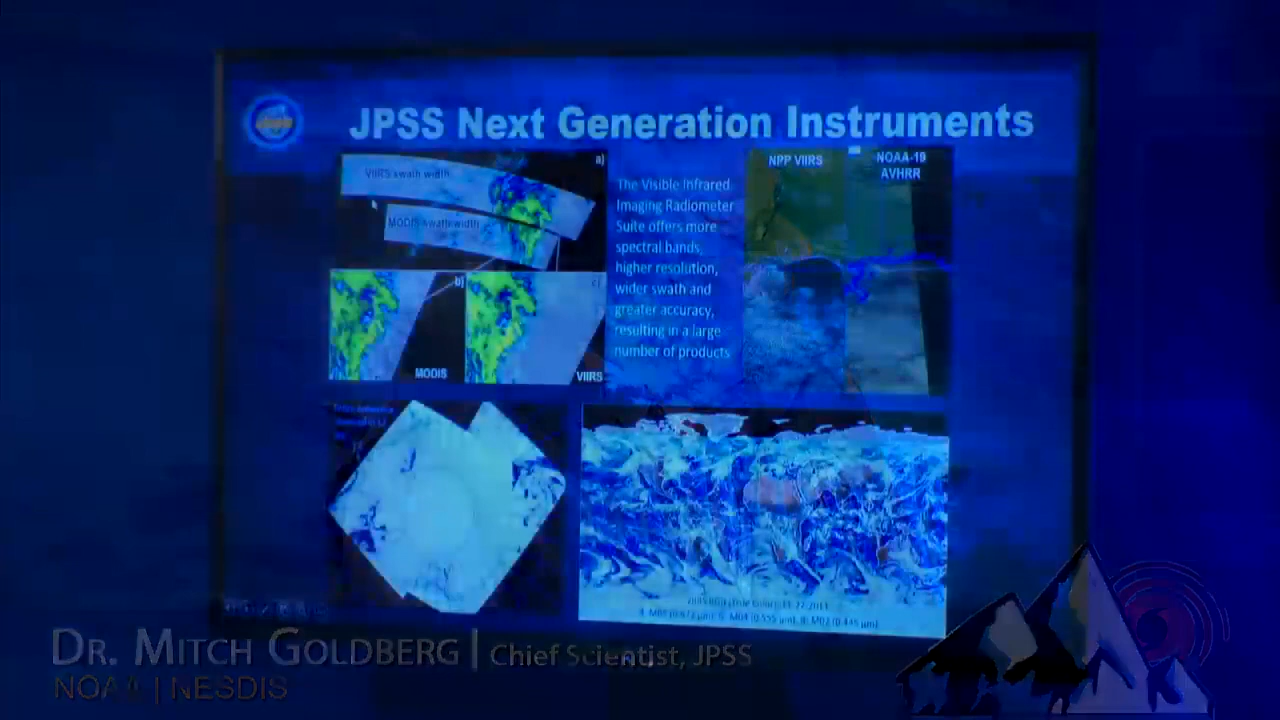 JPSS Next Generation Instruments
VIIRS swath width
a)
MODIS swath width
b)
c)
MODIS
VIIRS
The Visible Infrared
Imaging Radiometer
Suite offers more
spectral bands,
higher resolution,
wider swath and
greater accuracy,
resulting in a large
number of products
NPP VIIRS
NOAA-19
AVHRR
DR. MITCH GOLDBERG | Chief Scientist, JPSS
NOAA | NESDIS